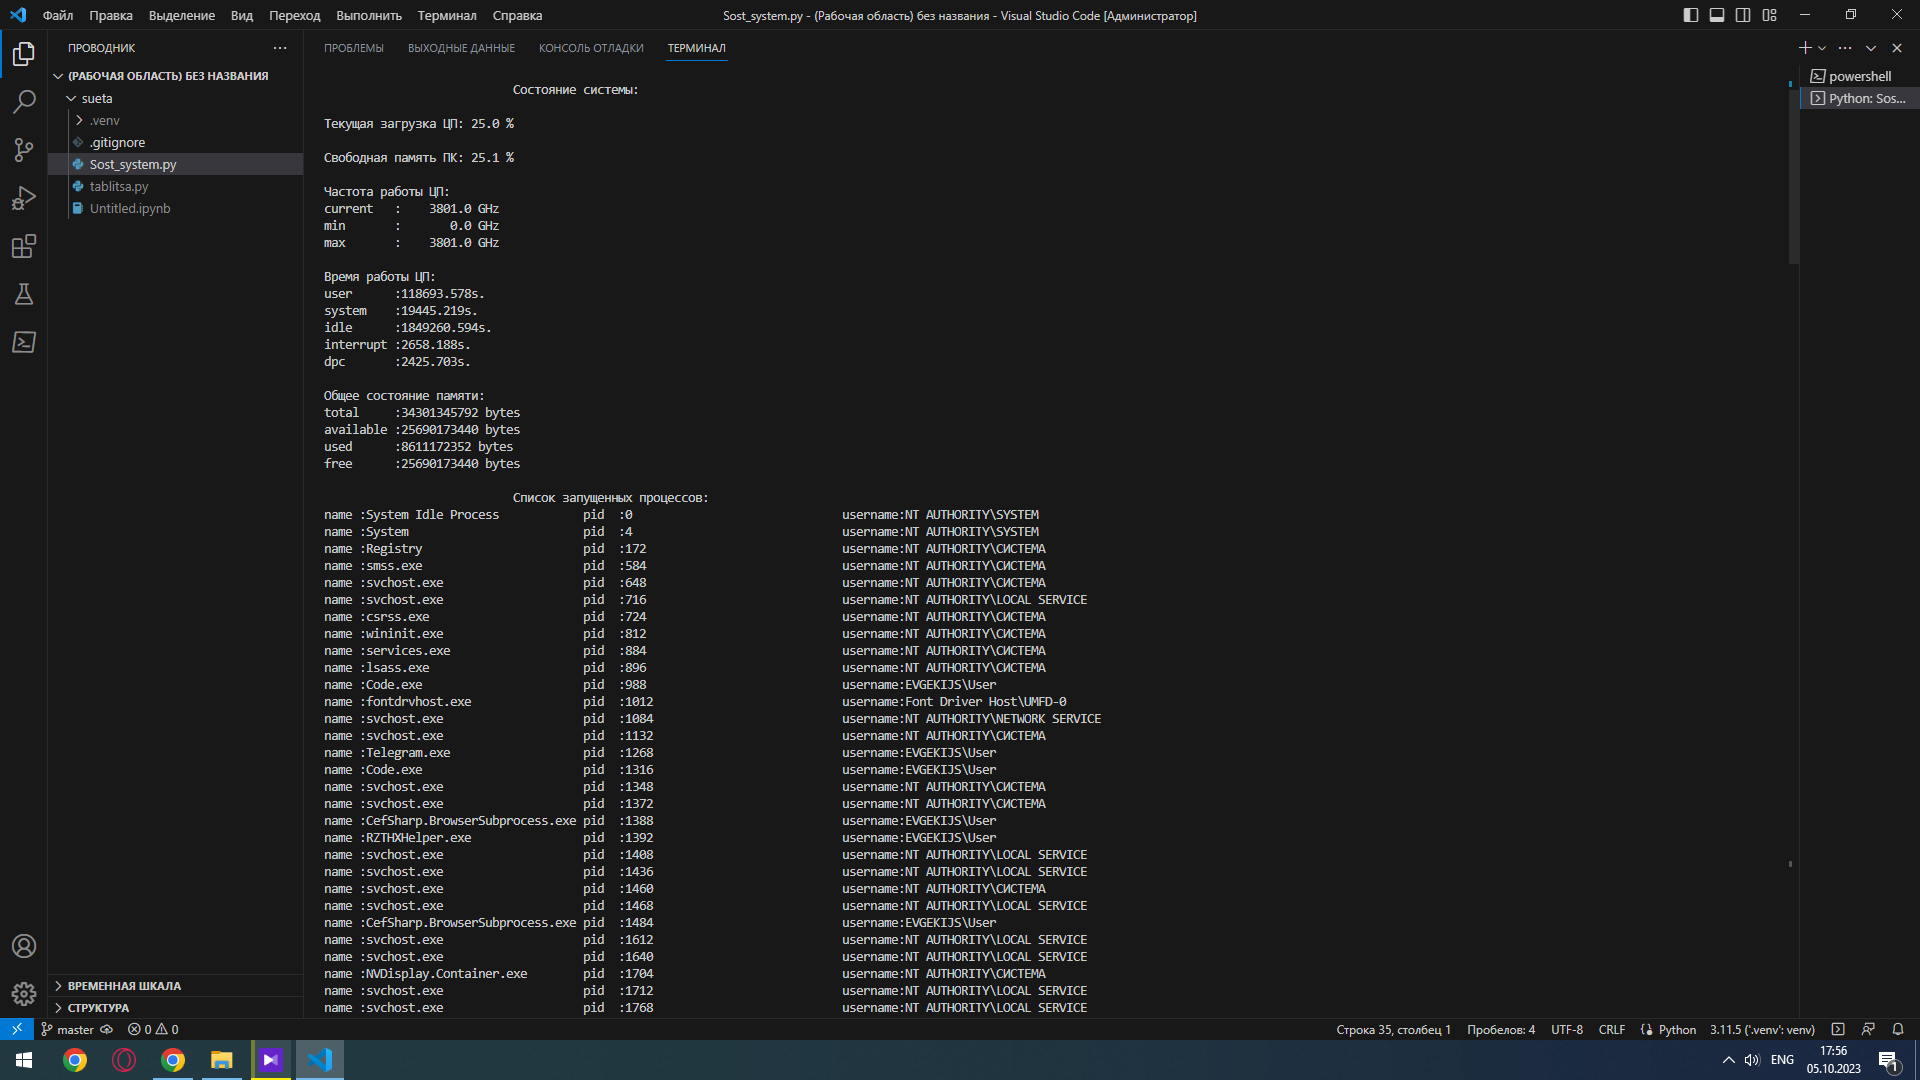 Файл Правка Выделение Вид Переход Выполнить Терминал Справка
Sost_system.py - (Рабочая область) без названия - Visual Studio Code [Администратор]
ПРОВОДНИК
(РАБОЧАЯ ОБЛАСТЬ) БЕЗ НАЗВАНИЯ
sueta
.venv
.gitignore
Sost_system.py
tablitsa.py
Untitled.ipynb
ВРЕМЕННАЯ ШКАЛА
СТРУКТУРА
ПРОБЛЕМЫ ВЫХОДНЫЕ ДАННЫЕ КОНСОЛЬ ОТЛАДКИ ТЕРМИНАЛ
Состояние системы:
Текущая загрузка ЦП: 25.0 %
Свободная память ПК: 25.1 %
Частота работы ЦП:
current : 3801.0 GHz
min : 0.0 GHz
max : 3801.0 GHz
Время работы ЦП:
user :118693.578s.
system :19445.219s.
idle :1849260.594s.
interrupt :2658.188s.
dpc :2425.703s.
Общее состояние памяти:
total :34301345792 bytes
available :25690173440 bytes
used :8611172352 bytes
free :25690173440 bytes
Список запущенных процессов:
name :System Idle Process pid :0 username:NT AUTHORITY\SYSTEM
name :System pid :4 username:NT AUTHORITY\SYSTEM
name :Registry pid :172 username:NT AUTHORITY\СИСТЕМА
name :smss.exe pid :584 username:NT AUTHORITY\СИСТЕМА
name :svchost.exe pid :648 username:NT AUTHORITY\СИСТЕМА
name :svchost.exe pid :716 username:NT AUTHORITY\LOCAL SERVICE
name :csrss.exe pid :724 username:NT AUTHORITY\СИСТЕМА
name :wininit.exe pid :812 username:NT AUTHORITY\СИСТЕМА
name :services.exe pid :884 username:NT AUTHORITY\СИСТЕМА
name :lsass.exe pid :896 username:NT AUTHORITY\СИСТЕМА
name :Code.exe pid :988 username:EVGEKIJS\User
name :fontdrvhost.exe pid :1012 username:Font Driver Host\UMFD-0
name :svchost.exe pid :1084 username:NT AUTHORITY\NETWORK SERVICE
name :svchost.exe pid :1132 username:NT AUTHORITY\СИСТЕМА
name :Telegram.exe pid :1268 username:EVGEKIJS\User
name :Code.exe pid :1316 username:EVGEKIJS\User
name :svchost.exe pid :1348 username:NT AUTHORITY\СИСТЕМА
name :svchost.exe pid :1372 username:NT AUTHORITY\СИСТЕМА
name :CefSharp.BrowserSubprocess.exe pid :1388 username:EVGEKIJS\User
name :RZTHXHelper.exe pid :1392 username:EVGEKIJS\User
name :svchost.exe pid :1408 username:NT AUTHORITY\LOCAL SERVICE
name :svchost.exe pid :1436 username:NT AUTHORITY\LOCAL SERVICE
name :svchost.exe pid :1460 username:NT AUTHORITY\СИСТЕМА
name :svchost.exe pid :1468 username:NT AUTHORITY\LOCAL SERVICE
name :CefSharp.BrowserSubprocess.exe pid :1484 username:EVGEKIJS\User
name :svchost.exe pid :1612 username:NT AUTHORITY\LOCAL SERVICE
name :svchost.exe pid :1640 username:NT AUTHORITY\LOCAL SERVICE
name :NVDisplay.Container.exe pid :1704 username:NT AUTHORITY\СИСТЕМА
name :svchost.exe pid :1712 username:NT AUTHORITY\LOCAL SERVICE
name :svchost.exe pid :1768 username:NT AUTHORITY\LOCAL SERVICE
powershell
Python: Sos...
master 0 0
Строка 35, столбец 1 Пробелов: 4 UTF-8 CRLF Python 3.11.5 ('.venv': venv)
ENG
17:56
05.10.2023
1